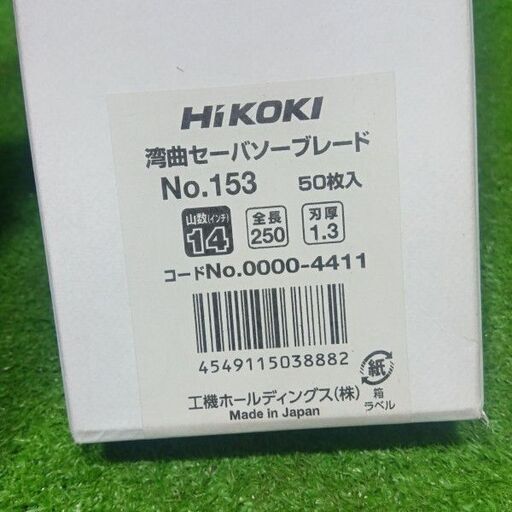 HiKOKI
湾曲セーバソーブレード
No.153 50枚入
山数(インチ) 14
全長 250
刃厚 1.3
コードNo.0000-4411
4549115038882
紙
箱
ラベル
工機ホールディングス(株)
Made in Japan